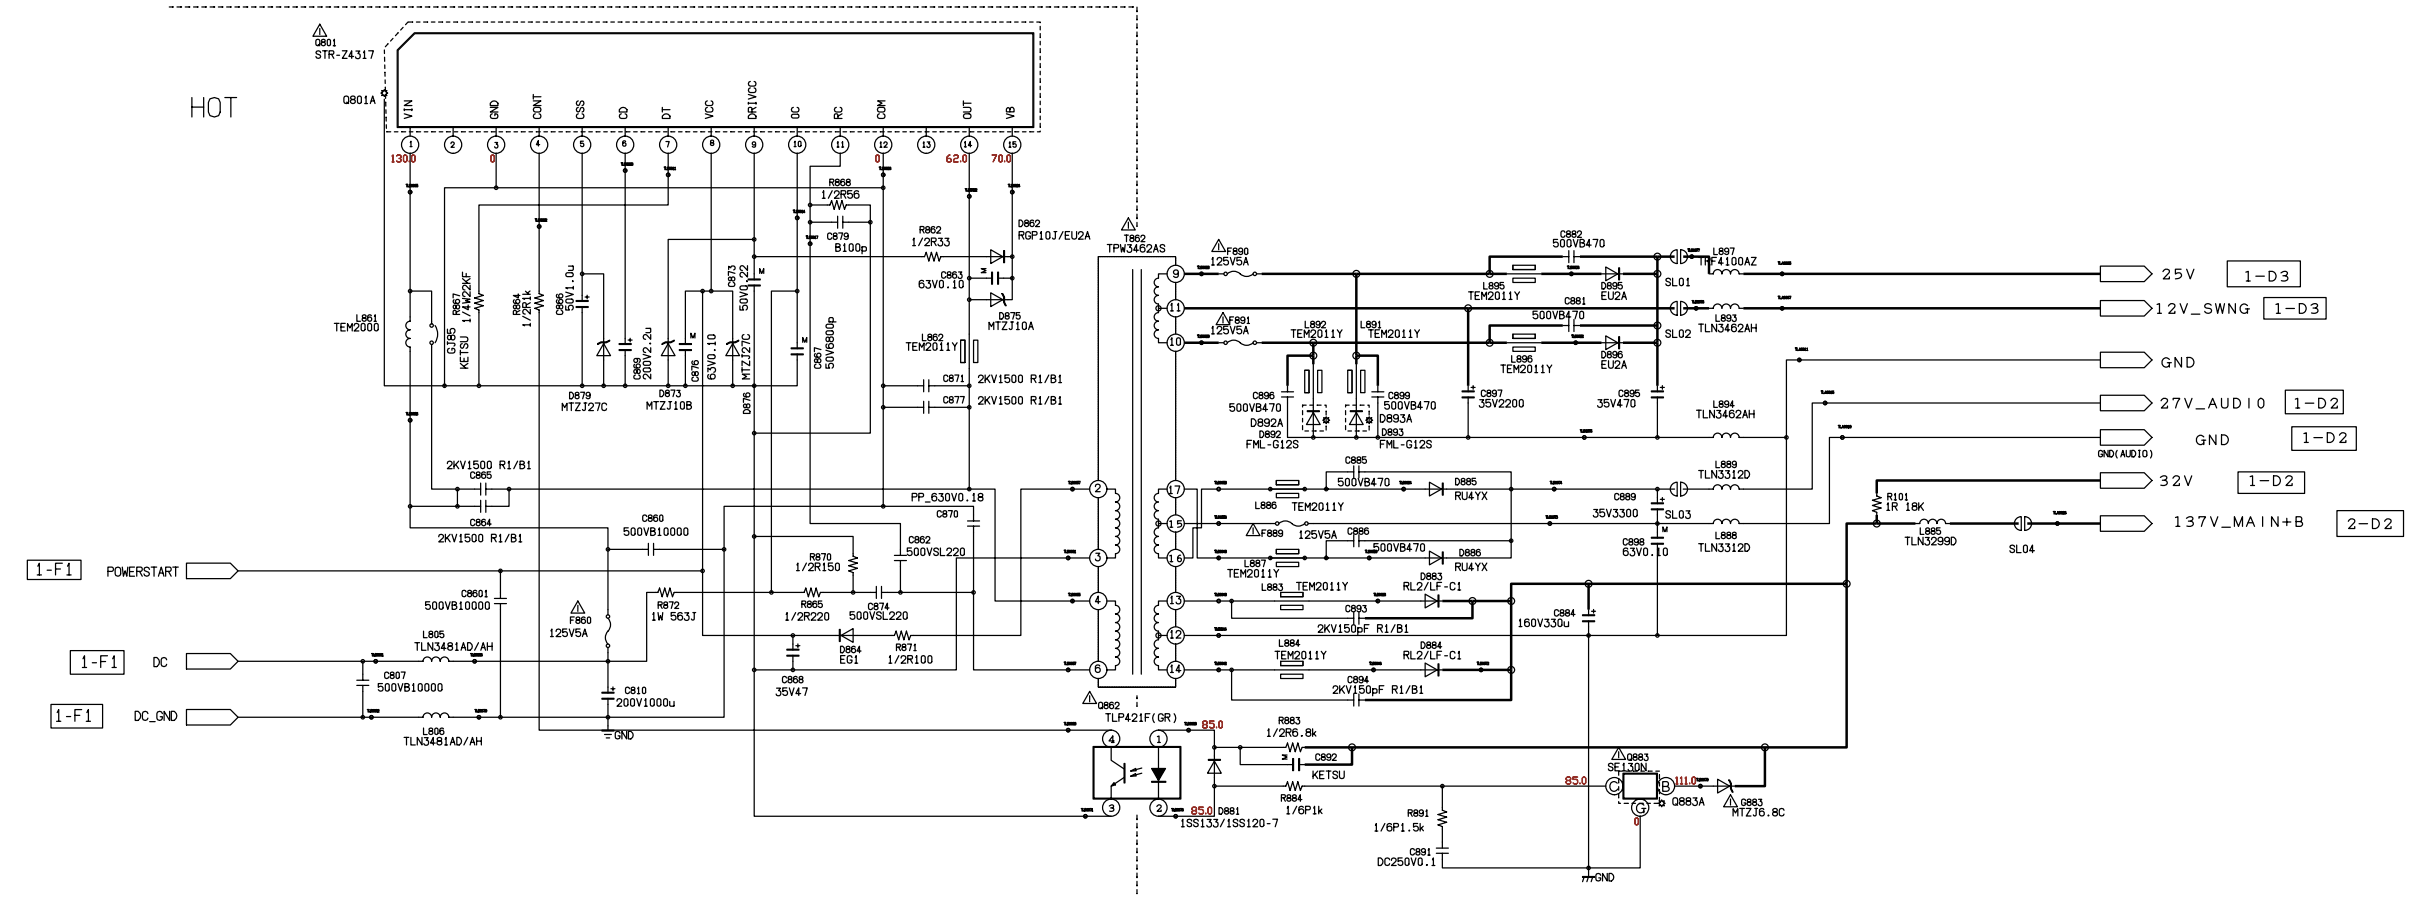 HOT
Q801
STR-Z4317
Q801A
VIN
GND
CONT
CSS
CD
DT
VCC
DRIVCC
OC
RC
COM
OUT
VB
1
2
3
4
5
6
7
8
9
10
11
12
13
14
15
130.0
0
0
62.0
70.0
R868
1/2R56
C879
B100p
R862
1/2R33
D862
RGP10J/EU2A
C863
63V0.10
M
D875
MTZJ10A
L862
TEM2011Y
L861
TEM2000
GJ85
KETSU
R867
1/4W22KF
R864
1/2R1k
C866
50V1.0u
D879
MTZJ27C
C869
200V2.2u
D873
MTZJ10B
C876
63V0.10
M
D876
MTZJ27C
C873
50V0.22
M
C867
50V6800p
M
C871
2KV1500 R1/B1
C877
2KV1500 R1/B1
2KV1500 R1/B1
C865
C864
2KV1500 R1/B1
PP_630V0.18
C870
C860
500VB10000
C862
500VSL220
R870
1/2R150
R865
1/2R220
C874
500VSL220
R872
1W 563J
D864
EG1
R871
1/2R100
C868
35V47
1-F1
POWERSTART
C8601
500VB10000
F860
125V5A
L805
TLN3481AD/AH
1-F1
DC
C807
500VB10000
C810
200V1000u
1-F1
DC_GND
L806
TLN3481AD/AH
GND
T862
TPW3462AS
9
11
10
2
17
15
3
16
4
13
12
6
14
F890
125V5A
F891
125V5A
C882
500VB470
L895
TEM2011Y
D895
EU2A
SL01
L897
TRF4100AZ
25V
1-D3
C881
500VB470
SL02
L893
TLN3462AH
12V_SWNG
1-D3
L892
TEM2011Y
L891
TEM2011Y
L896
TEM2011Y
D896
EU2A
GND
C896
500VB470
D892A
D892
FML-G12S
C899
500VB470
D893A
D893
FML-G12S
C897
35V2200
C895
35V470
L894
TLN3462AH
27V_AUDIO
1-D2
GND
1-D2
GND(AUDIO)
C885
500VB470
L886
TEM2011Y
D885
RU4YX
C889
35V3300
SL03
L889
TLN3312D
32V
1-D2
R101
1R 18K
F889
125V5A
C886
500VB470
L888
TLN3312D
L885
TLN3299D
SL04
137V_MAIN+B
2-D2
L887
TEM2011Y
D886
RU4YX
C898
63V0.10
M
L883
TEM2011Y
D883
RL2/LF-C1
C893
2KV150pF R1/B1
C884
160V330u
L884
TEM2011Y
D884
RL2/LF-C1
C894
2KV150pF R1/B1
Q862
TLP421F(GR)
4
1
3
2
85.0
85.0
D881
1SS133/1SS120-7
R883
1/2R6.8k
M
C892
KETSU
R884
1/6P1k
R891
1/6P1.5k
C891
DC250V0.1
Q883
SE130N
85.0
C
B
G
111.0
0
Q883A
G883
MTZJ6.8C
GND